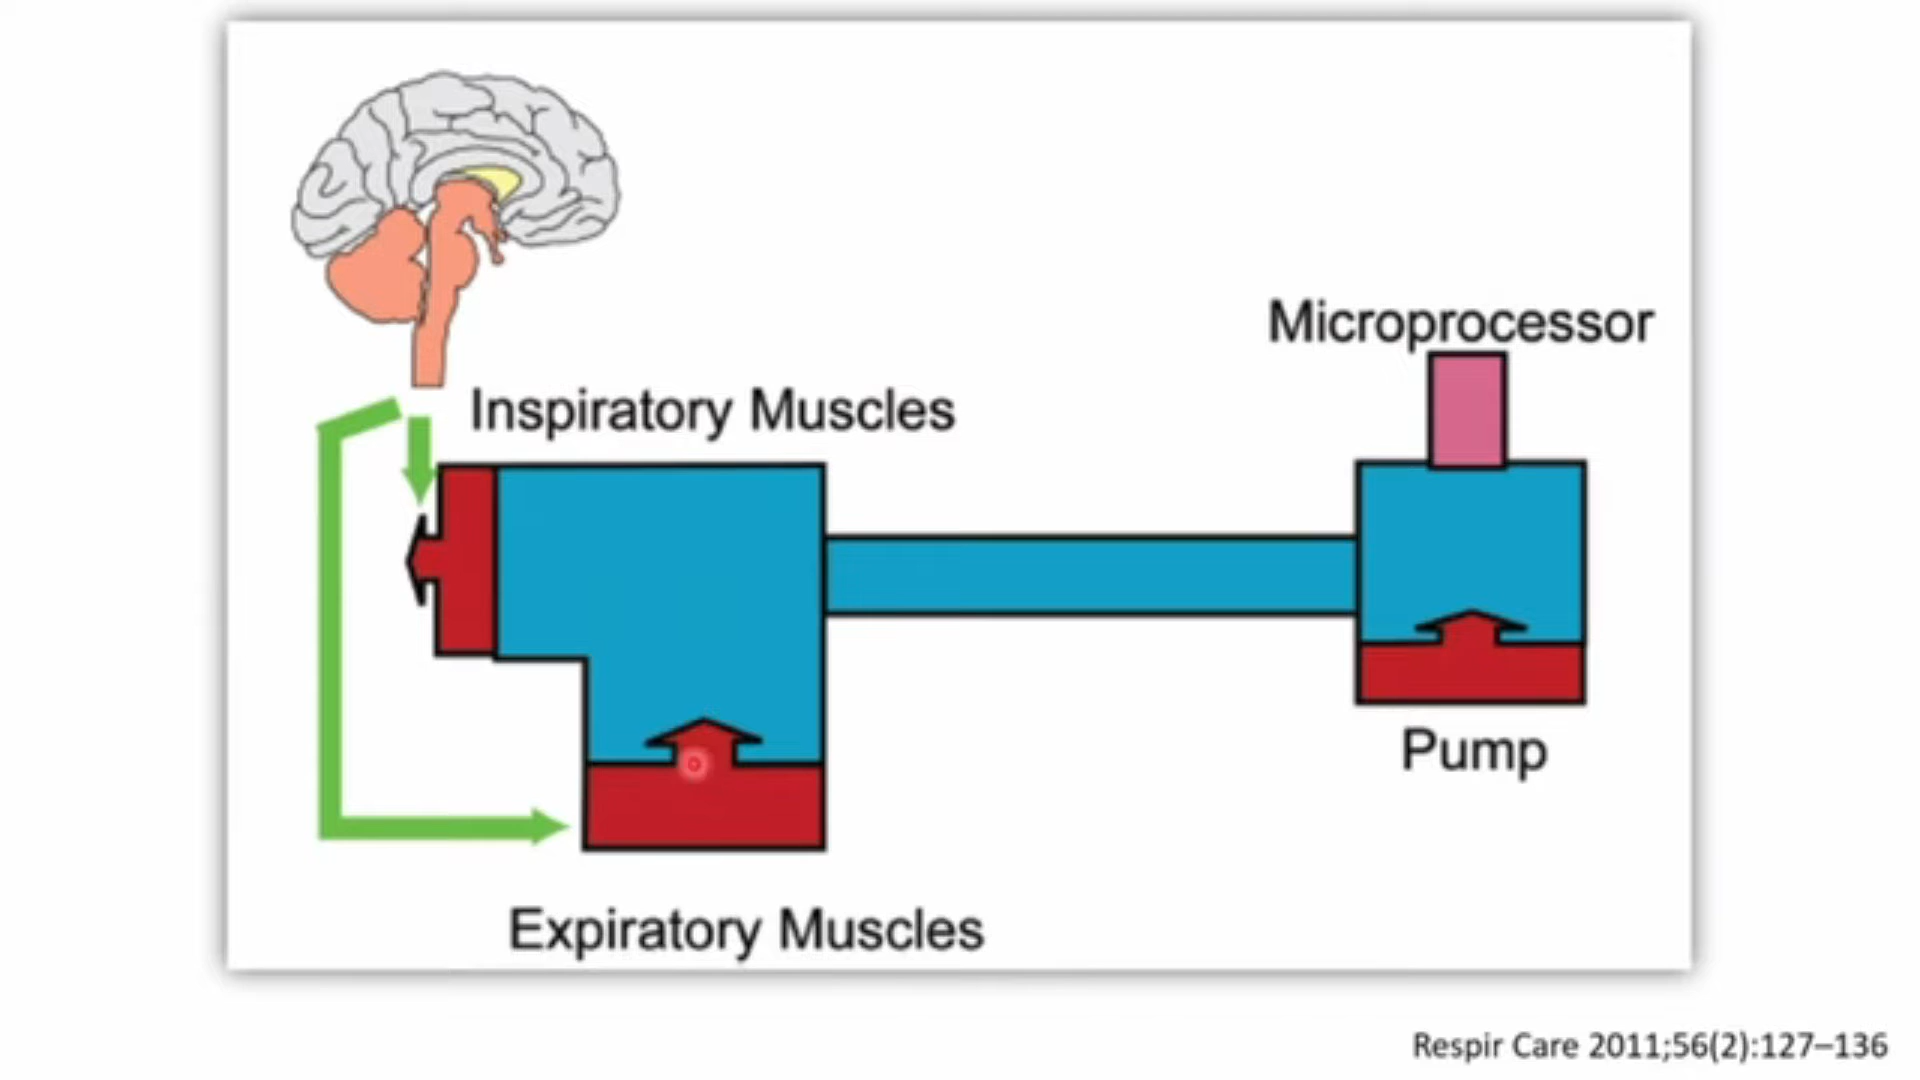 Microprocessor
Inspiratory Muscles
Pump
Expiratory Muscles
Respir Care 2011;56(2):127–136